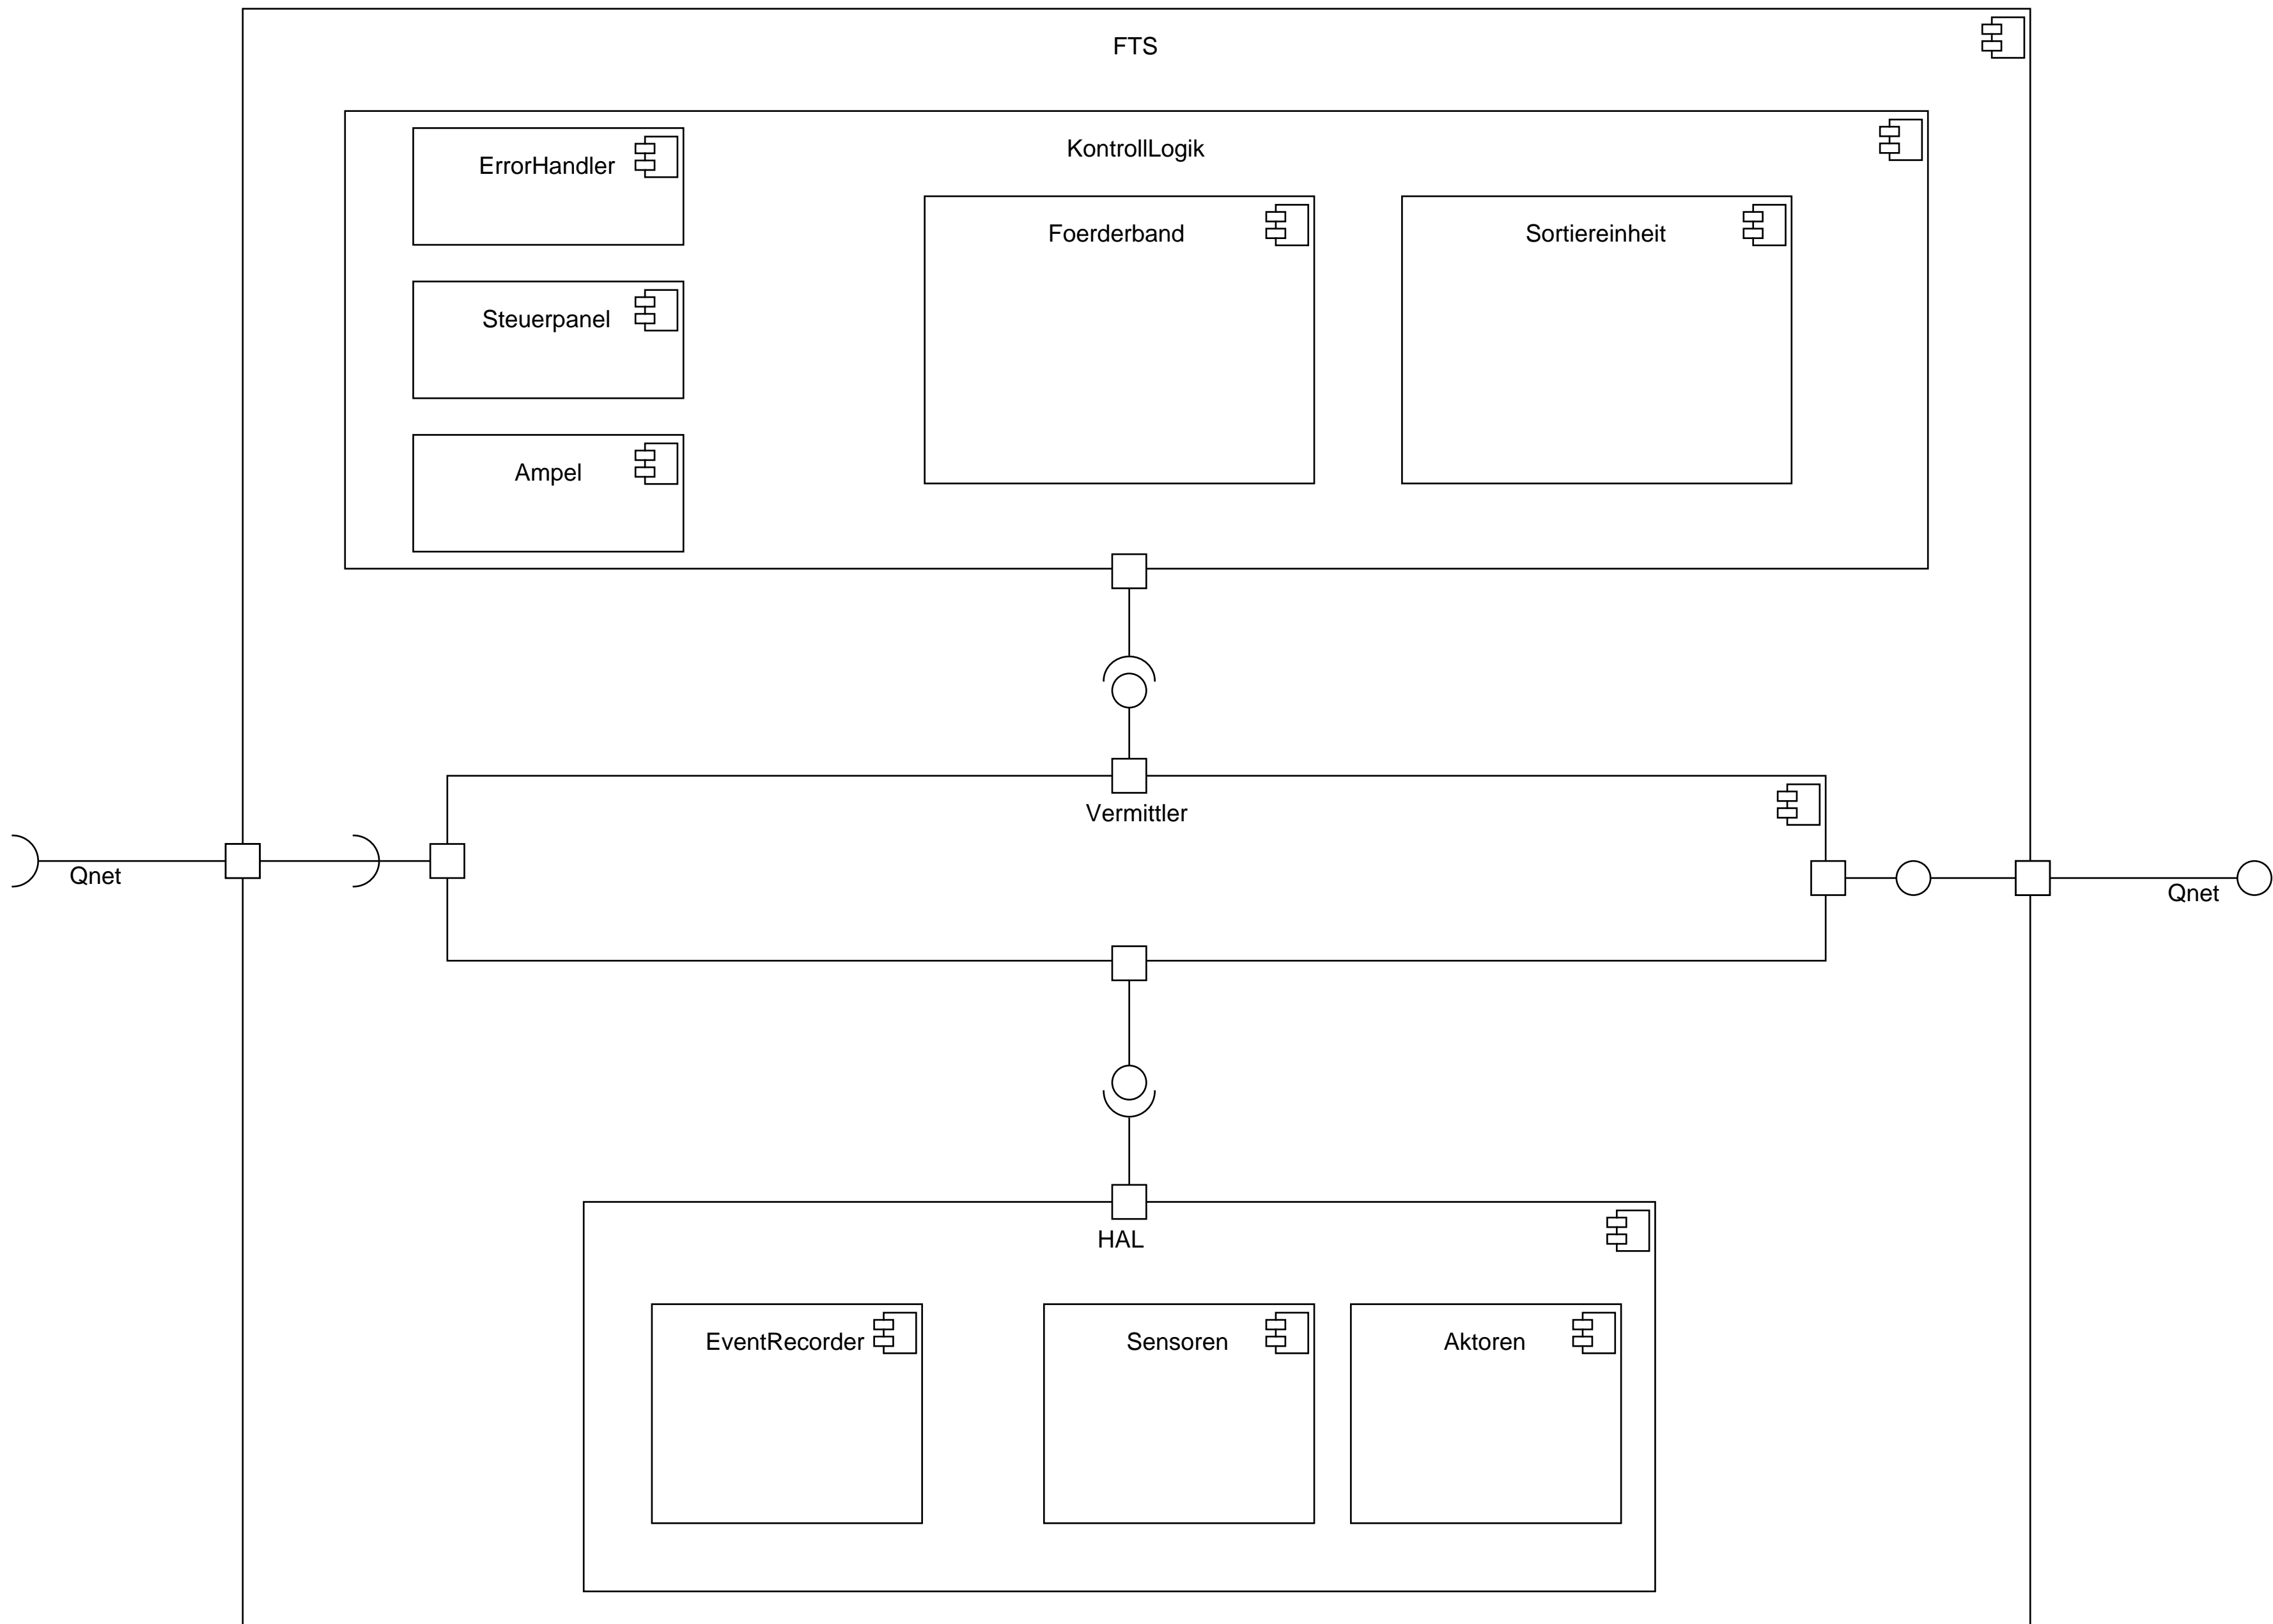 FTS
KontrollLogik
ErrorHandler
Foerderband
Sortiereinheit
Steuerpanel
Ampel
Vermittler
Qnet
Qnet
HAL
EventRecorder
Sensoren
Aktoren